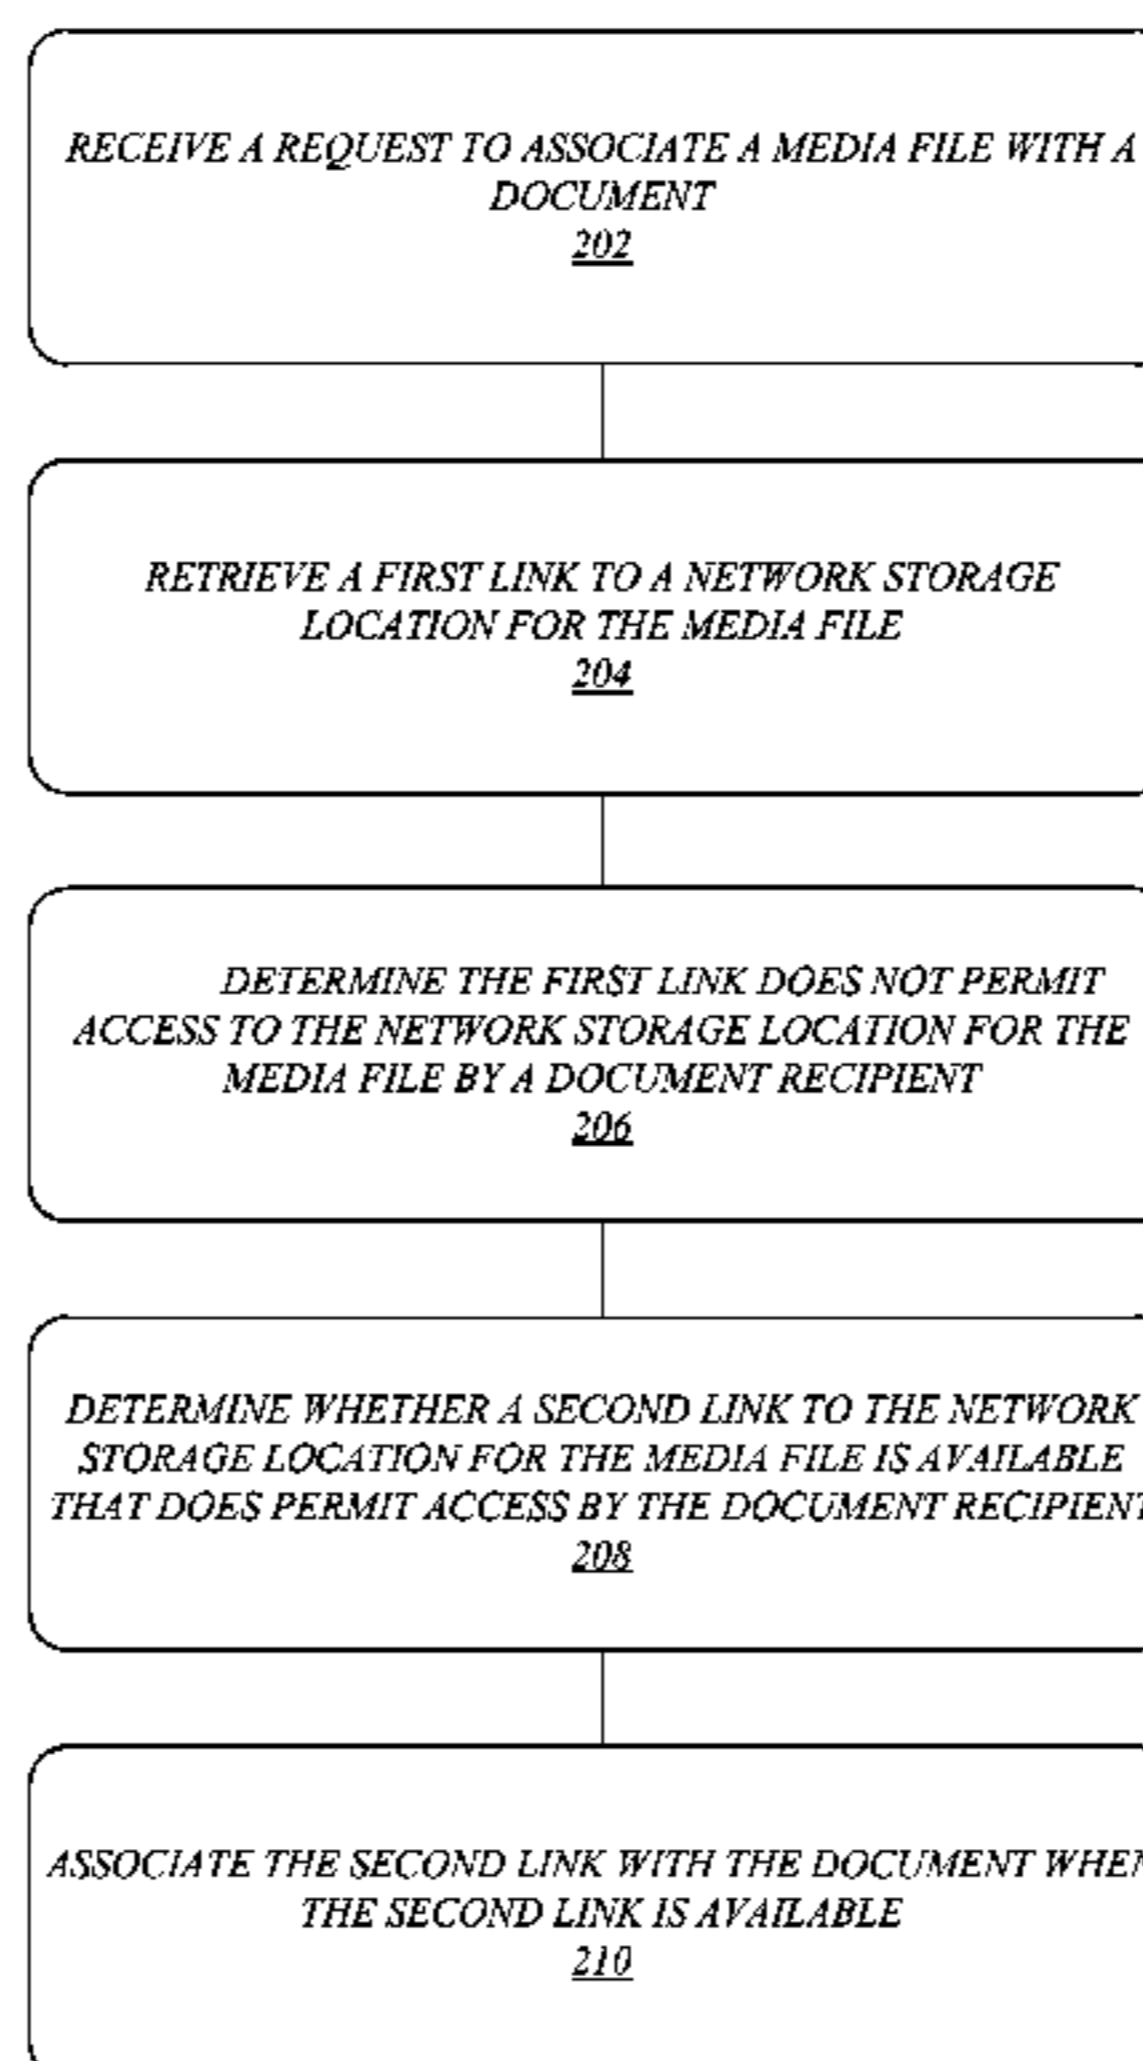 RECEIVE A REQUEST TO ASSOCIATE A MEDIA FILE WITH A
DOCUMENT
202
RETRIEVE A FIRST LINK TO A NETWORK STORAGE
LOCATION FOR THE MEDIA FILE
204
DETERMINE THE FIRST LINK DOES NOT PERMIT
ACCESS TO THE NETWORK STORAGE LOCATION FOR THE
MEDIA FILE BY A DOCUMENT RECIPIENT
206
DETERMINE WHETHER A SECOND LINK TO THE NETWORK
STORAGE LOCATION FOR THE MEDIA FILE IS AVAILABLE
THAT DOES PERMIT ACCESS BY THE DOCUMENT RECIPIENT
208
ASSOCIATE THE SECOND LINK WITH THE DOCUMENT WHEN
THE SECOND LINK IS AVAILABLE
210